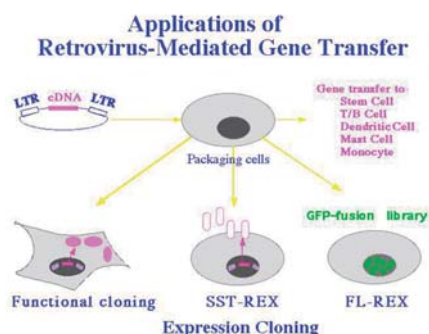 Applications of
Retrovirus-Mediated Gene Transfer
LTR cDNA LTR
Packaging cells
Gene transfer to
Stem Cell
T/B Cell
Dendritic Cell
Mast Cell
Monocyte
GFP-fusion library
Functional cloning SST-REX FL-REX
Expression Cloning